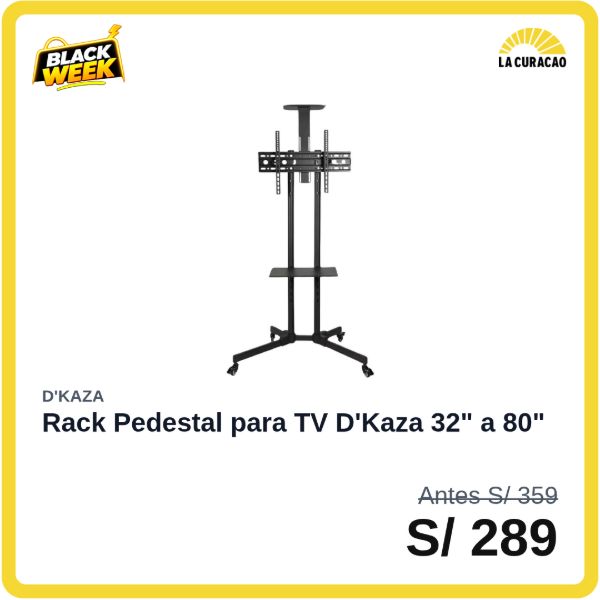 BLACK
WEEK
LA CURACAO
D'KAZA
Rack Pedestal para TV D'Kaza 32" a 80"
Antes S/ 359
S/ 289